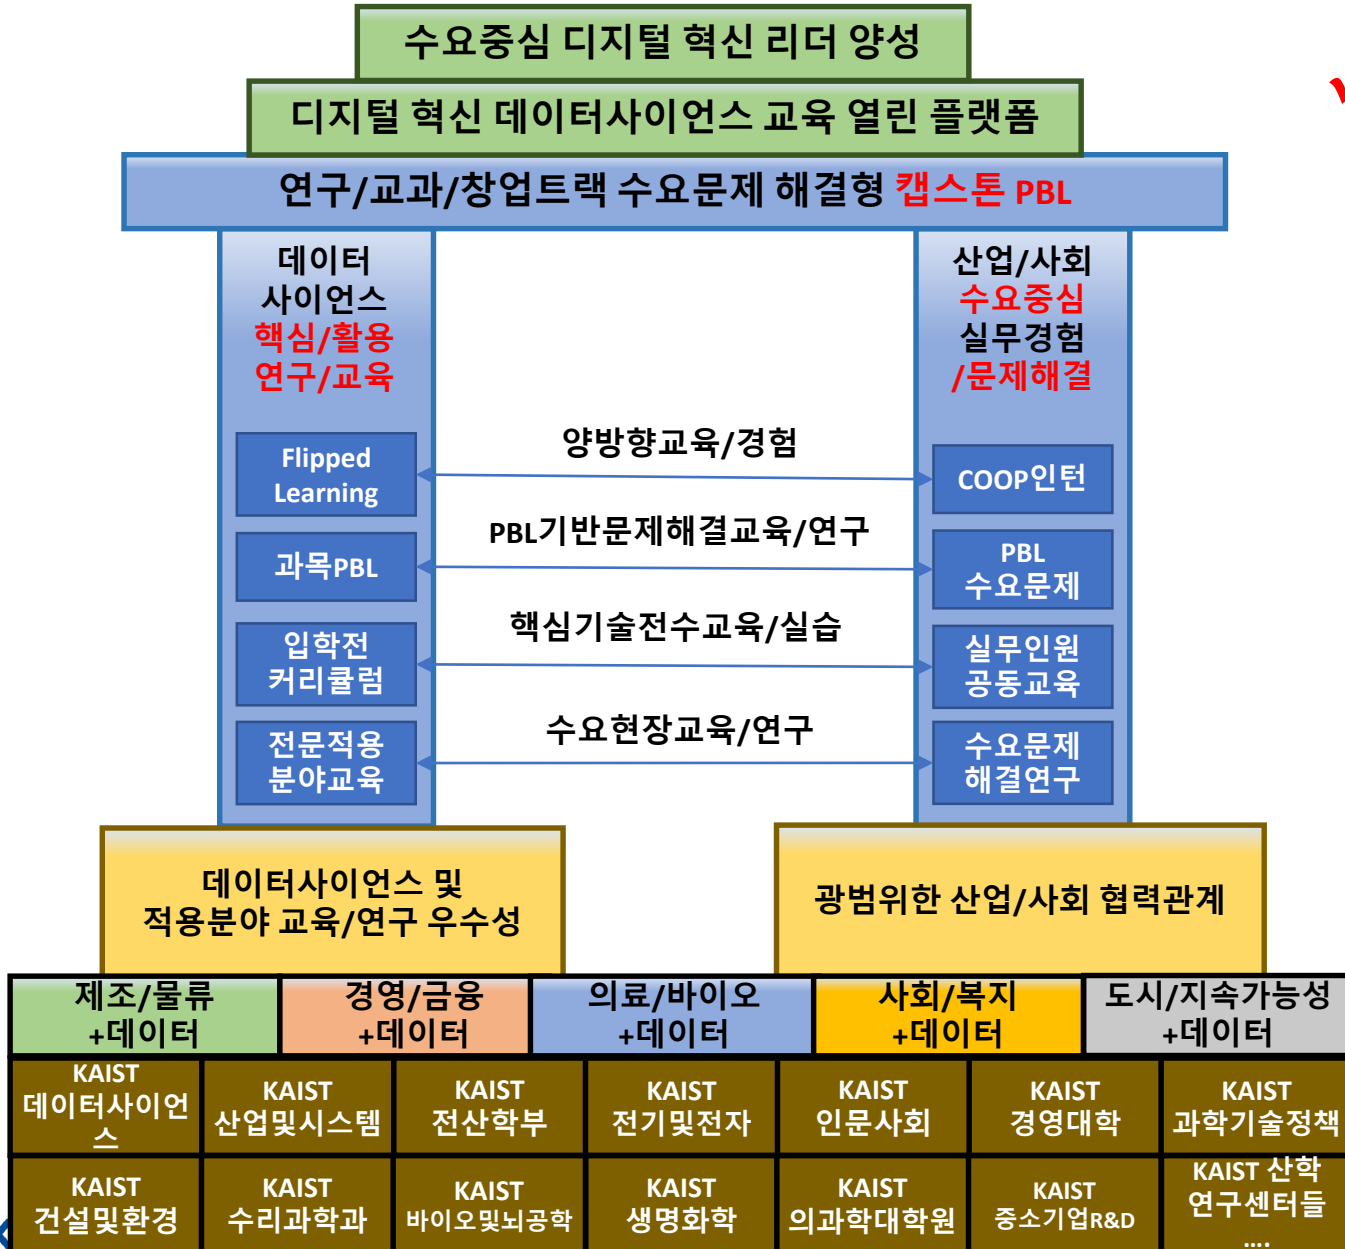 수요중심 디지털 혁신 리더 양성
디지털 혁신 데이터사이언스 교육 열린 플랫폼
연구/교과/창업트랙 수요문제 해결형 캡스톤 PBL
데이터
사이언스
핵심/활용
연구/교육
산업/사회
수요중심
실무경험
/문제해결
Flipped
Learning
양방향교육/경험
COOP인턴
과목PBL
PBL기반문제해결교육/연구
PBL
수요문제
입학전
커리큘럼
핵심기술전수교육/실습
실무인원
공동교육
전문적용
분야교육
수요현장교육/연구
수요문제
해결연구
데이터사이언스 및
적용분야 교육/연구 우수성
광범위한 산업/사회 협력관계
제조/물류
+데이터
경영/금융
+데이터
의료/바이오
+데이터
사회/복지
+데이터
도시/지속가능성
+데이터
KAIST
데이터사이언
스
KAIST
산업및시스템
KAIST
전산학부
KAIST
전기및전자
KAIST
인문사회
KAIST
경영대학
KAIST
과학기술정책
KAIST
건설및환경
KAIST
수리과학과
KAIST
바이오및뇌공학
KAIST
생명화학
KAIST
의과학대학원
KAIST
중소기업R&D
KAIST 산학
연구센터들
....